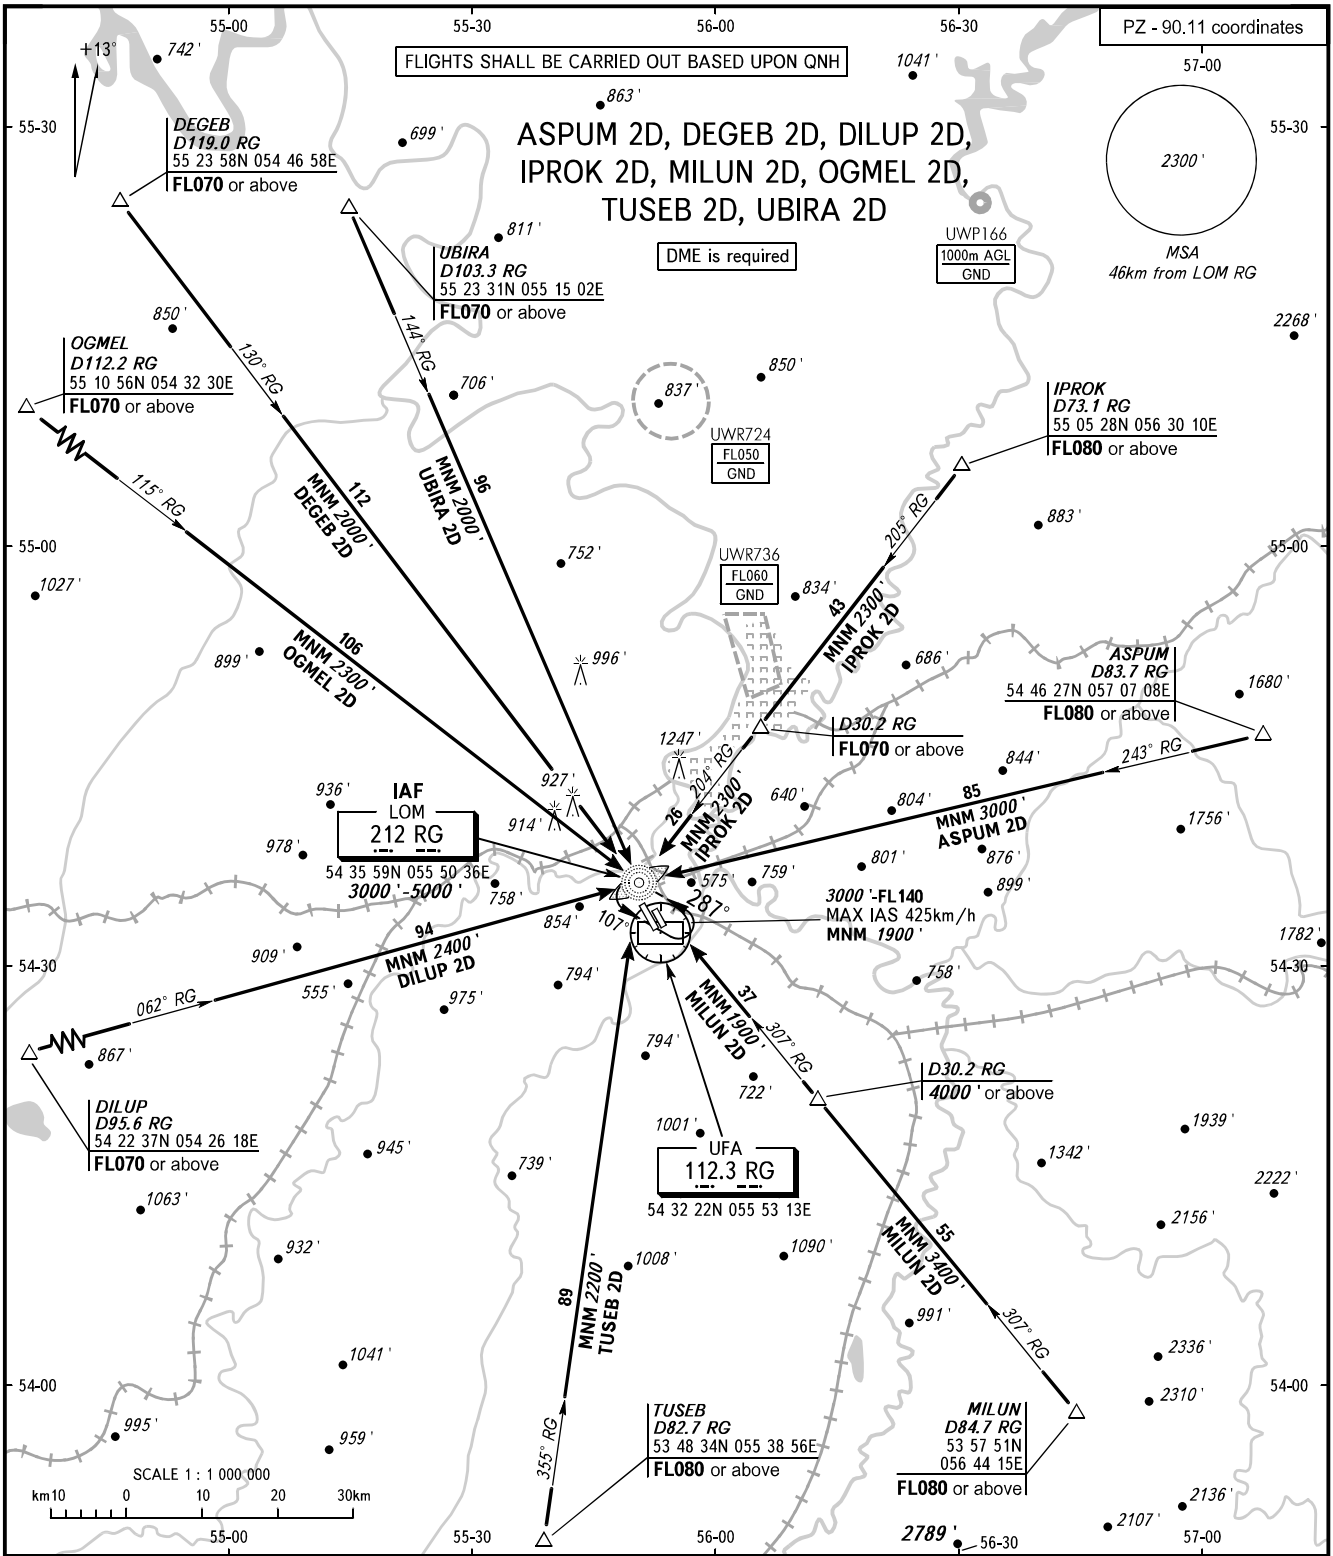 55-00
55-30
56-00
56-30
PZ - 90.11 coordinates
57-00
+13°
742'
FLIGHTS SHALL BE CARRIED OUT BASED UPON QNH
1041'
863'
699'
55-30
55-30
DEGEB
D119.0 RG
55 23 58N 054 46 58E
FL070 or above
ASPUM 2D, DEGEB 2D, DILUP 2D,
IPROK 2D, MILUN 2D, OGMEL 2D,
TUSEB 2D, UBIRA 2D
DME is required
2300'
MSA
46km from LOM RG
UWP166
1000m AGL
GND
811'
UBIRA
D103.3 RG
55 23 31N 055 15 02E
FL070 or above
850'
2268'
OGMEL
D112.2 RG
55 10 56N 054 32 30E
FL070 or above
130° RG
144° RG
706'
837'
850'
UWR724
FL050
GND
IPROK
D73.1 RG
55 05 28N 056 30 10E
FL080 or above
115° RG
112
MNM 2000'
DEGEB 2D
96
MNM 2000'
UBIRA 2D
205° RG
883'
55-00
55-00
752'
UWR736
FL060
GND
834'
1027'
43
MNM 2300'
IPROK 2D
899'
106
MNM 2300'
OGMEL 2D
996'
686'
ASPUM
D83.7 RG
54 46 27N 057 07 08E
FL080 or above
1680'
D30.2 RG
FL070 or above
1247'
204° RG
26
MNM 2300'
IPROK 2D
844'
243° RG
85
MNM 3000'
ASPUM 2D
936'
IAF
LOM
212 RG
54 35 59N 055 50 36E
3000'-5000'
927'
914'
640'
804'
1756'
978'
801'
876'
758'
575'
759'
899'
854'
107°
287°
3000'-FL140
MAX IAS 425km/h
MNM 1900'
94
MNM 2400'
DILUP 2D
909'
1782'
54-30
54-30
062° RG
555'
975'
794'
758'
37
MNM 1900'
MILUN 2D
307° RG
867'
794'
722'
D30.2 RG
4000' or above
DILUP
D95.6 RG
54 22 37N 054 26 18E
FL070 or above
945'
739'
1001'
UFA
112.3 RG
54 32 22N 055 53 13E
1342'
1939'
1063'
2222'
2156'
932'
1008'
1090'
55
MNM 3400'
MILUN 2D
89
MNM 2200'
TUSEB 2D
991'
307° RG
1041'
2336'
54-00
54-00
2310'
995'
959'
355° RG
TUSEB
D82.7 RG
53 48 34N 055 38 56E
FL080 or above
MILUN
D84.7 RG
53 57 51N
056 44 15E
FL080 or above
SCALE 1 : 1 000 000
km10 0 10 20 30km
2136'
2107'
2789'
55-00
55-30
56-00
56-30
57-00